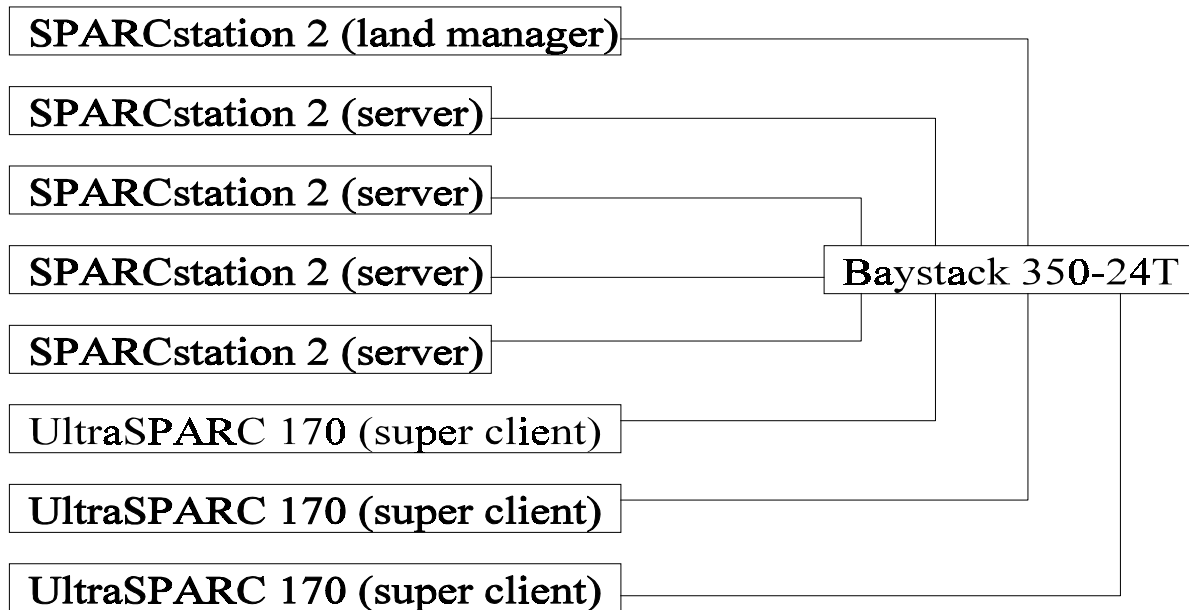 SPARCstation 2 (land manager)
SPARCstation 2 (server)
SPARCstation 2 (server)
SPARCstation 2 (server)
Baystack 350-24T
SPARCstation 2 (server)
UltraSPARC 170 (super client)
UltraSPARC 170 (super client)
UltraSPARC 170 (super client)